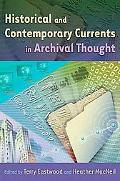 Historical and
Contemporary Currents
in Archival Thought
Edited by Terry Eastwood and Heather MacNeil